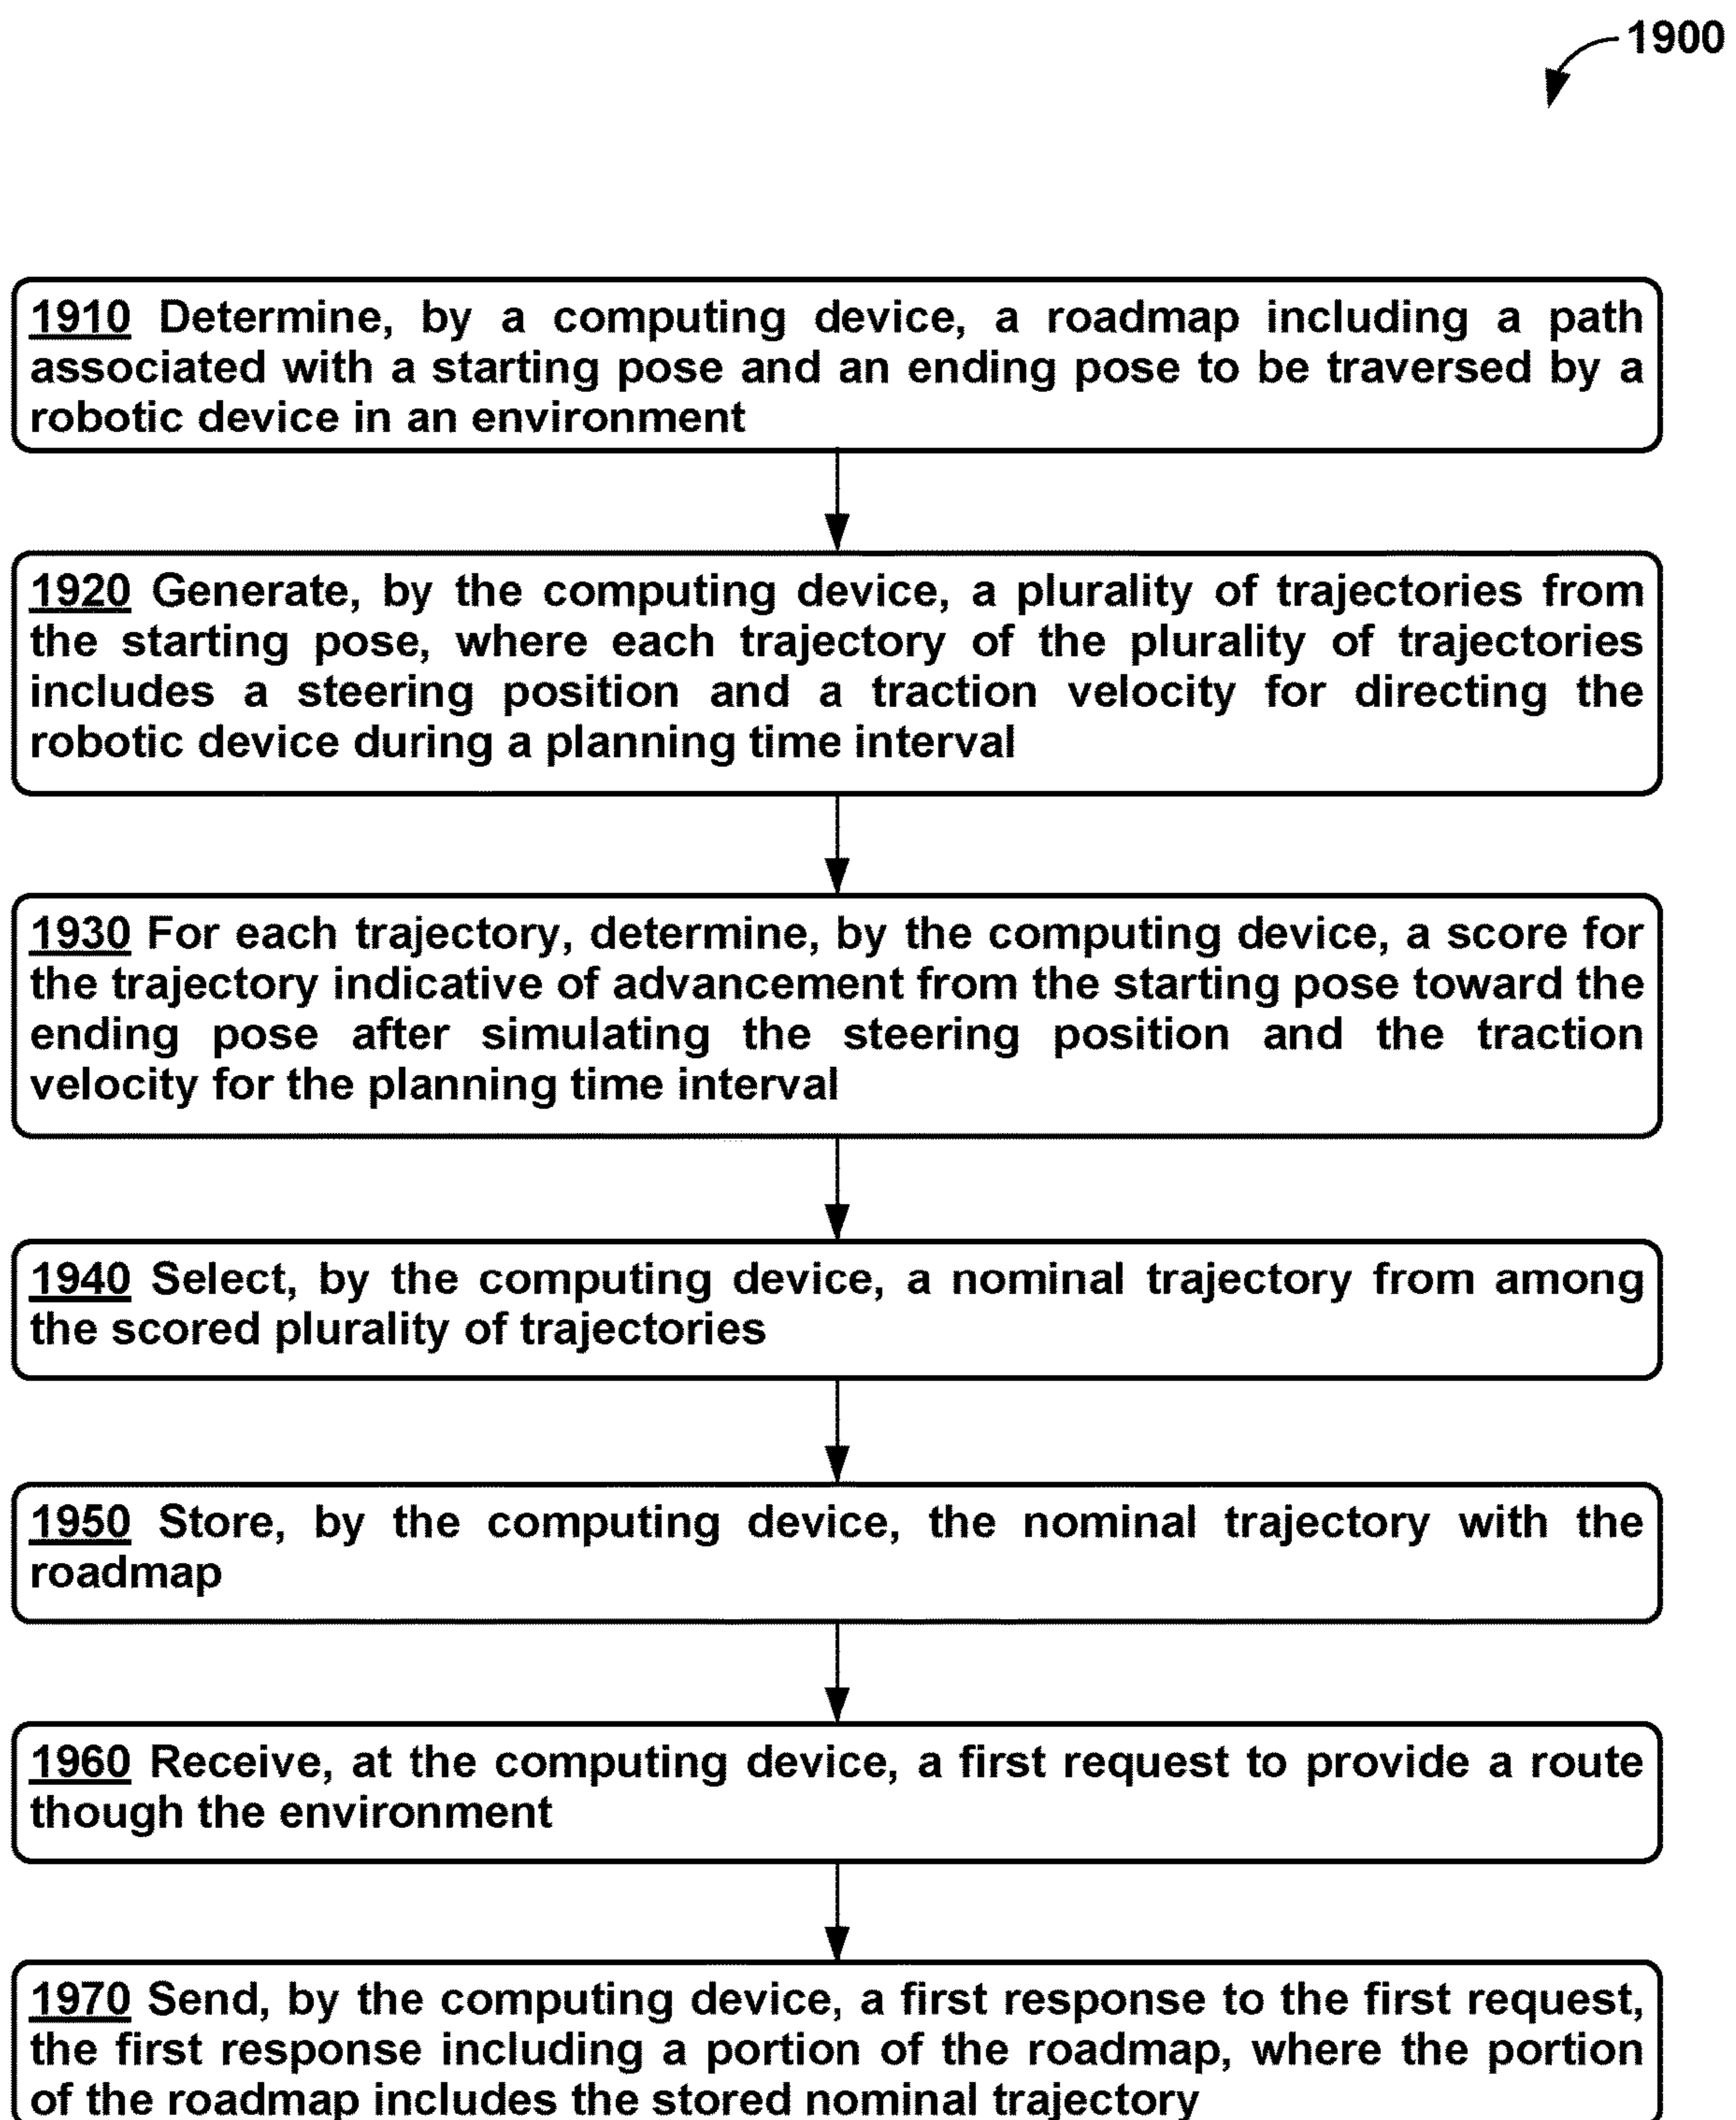 1900
1910 Determine, by a computing device, a roadmap including a path
associated with a starting pose and an ending pose to be traversed by a
robotic device in an environment
1920 Generate, by the computing device, a plurality of trajectories from
the starting pose, where each trajectory of the plurality of trajectories
includes a steering position and a traction velocity for directing the
robotic device during a planning time interval
1930 For each trajectory, determine, by the computing device, a score for
the trajectory indicative of advancement from the starting pose toward the
ending pose after simulating the steering position and the traction
velocity for the planning time interval
1940 Select, by the computing device, a nominal trajectory from among
the scored plurality of trajectories
1950 Store, by the computing device, the nominal trajectory with the
roadmap
1960 Receive, at the computing device, a first request to provide a route
though the environment
1970 Send, by the computing device, a first response to the first request,
the first response including a portion of the roadmap, where the portion
of the roadmap includes the stored nominal trajectory